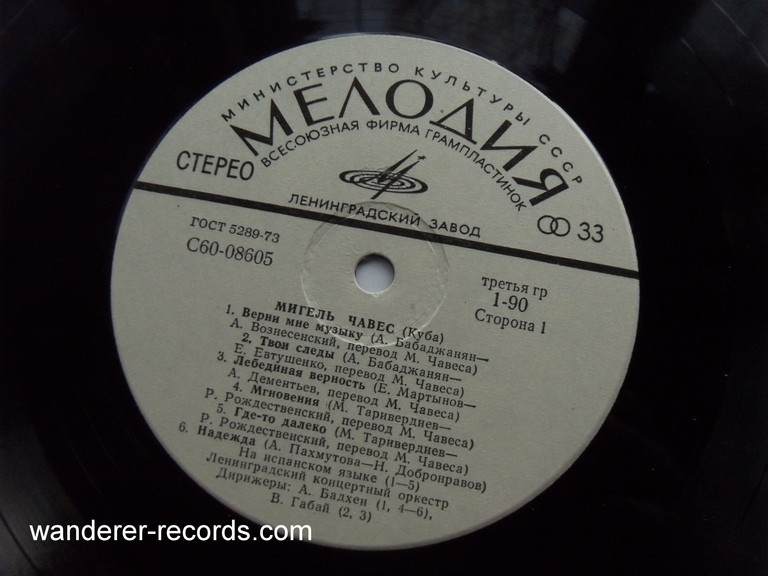 МИНИСТЕРСТВО КУЛЬТУРЫ СССР
МЕЛОДИЯ
ВСЕСОЮЗНАЯ ФИРМА ГРАМПЛАСТИНОК
СТЕРЕО
ЛЕНИНГРАДСКИЙ ЗАВОД
33
ГОСТ 5289-73
С60-08605
третья гр
1-90
Сторона 1
МИГЕЛЬ ЧАВЕС (Куба)
1. Верни мне музыку (А. Бабаджанян—
А. Вознесенский, перевод М. Чавеса)
2. Твои следы (А. Бабаджанян—
Е. Евтушенко, перевод М. Чавеса)
3. Лебединая верность (Е. Мартынов—
А. Дементьев, перевод М. Чавеса)
4. Мгновения (М. Таривердиев—
Р. Рождественский, перевод М. Чавеса)
5. Где-то далеко (М. Таривердиев—
Р. Рождественский, перевод М. Чавеса)
6. Надежда (А. Пахмутова—Н. Добронравов)
На испанском языке (1—5)
Ленинградский концертный оркестр
Дирижеры: А. Бадхен (1, 4—6),
В. Габай (2, 3)
wanderer-records.com